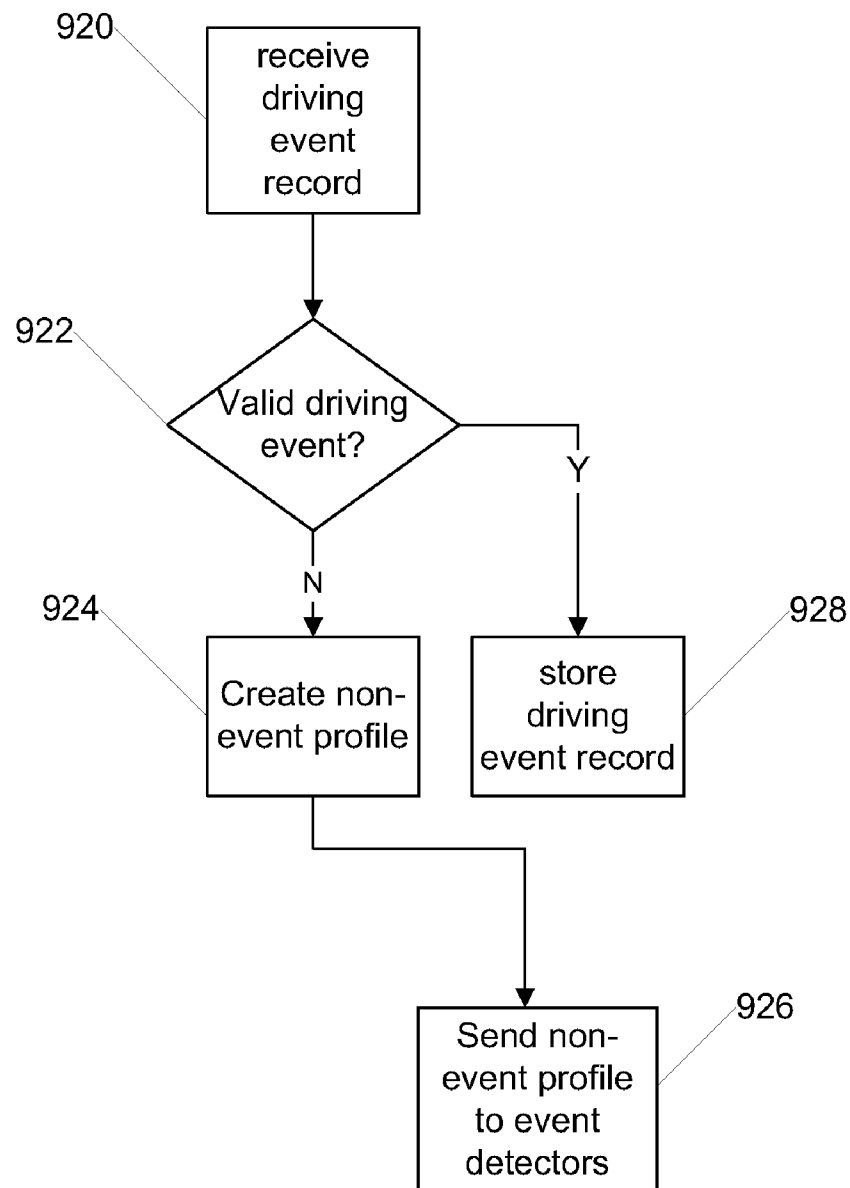 920
receive
driving
event
record
922
Valid driving
event?
N
Y
924
Create non-
event profile
928
store
driving
event record
926
Send non-
event profile
to event
detectors